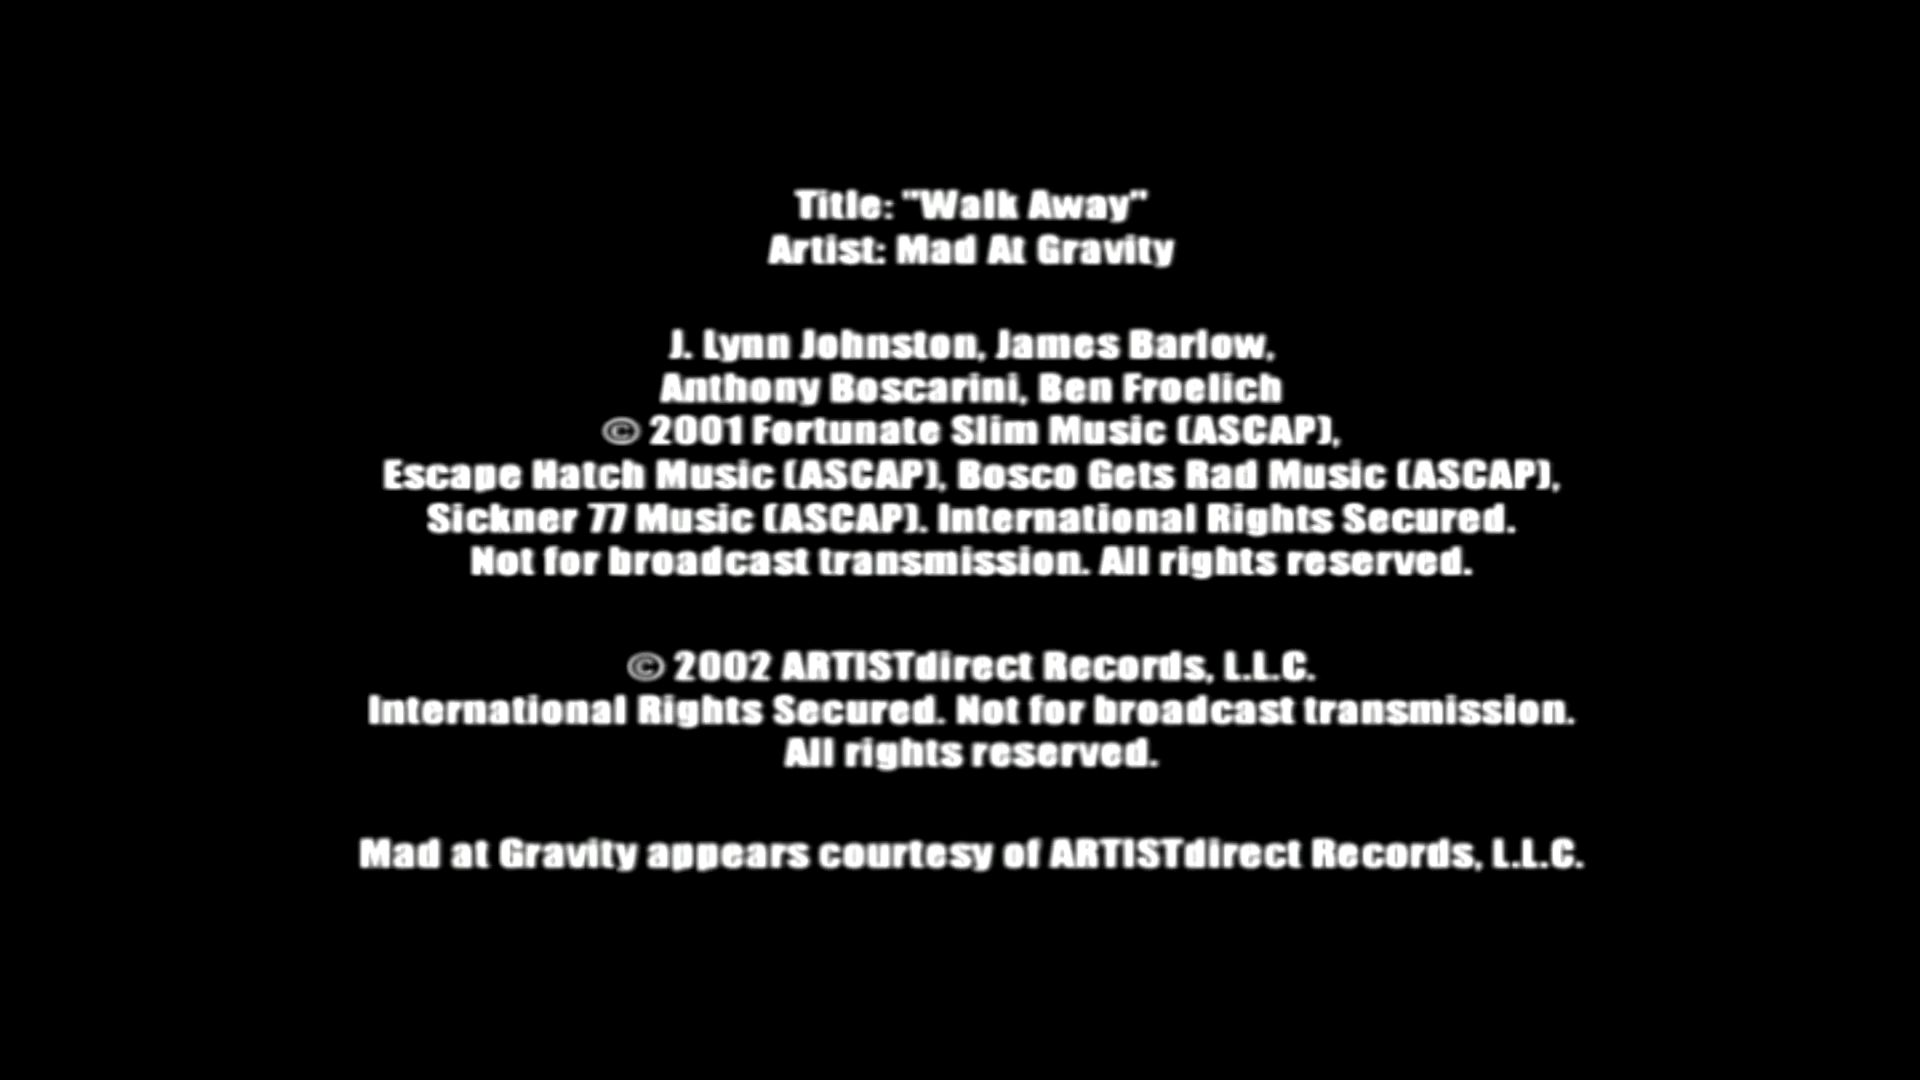 Title: "Walk Away"
Artist: Mad At Gravity
J. Lynn Johnston, James Barlow,
Anthony Boscarini, Ben Froelich
© 2001 Fortunate Slim Music (ASCAP),
Escape Hatch Music (ASCAP), Bosco Gets Rad Music (ASCAP),
Sickner 77 Music (ASCAP). International Rights Secured.
Not for broadcast transmission. All rights reserved.
© 2002 ARTISTdirect Records, L.L.C.
International Rights Secured. Not for broadcast transmission.
All rights reserved.
Mad at Gravity appears courtesy of ARTISTdirect Records, L.L.C.